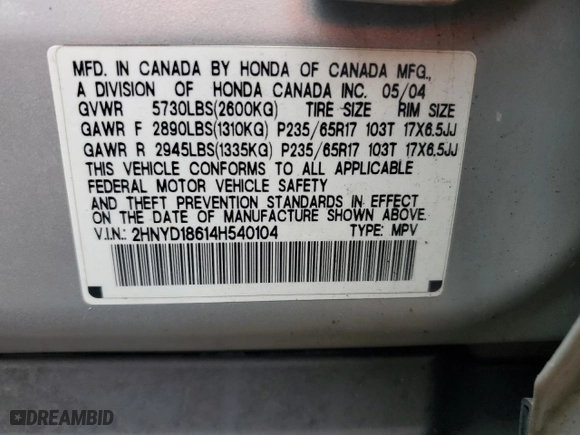 MFD. IN CANADA BY HONDA OF CANADA MFG.,
A DIVISION OF HONDA CANADA INC. 05/04
GVWR 5730LBS(2600KG) TIRE SIZE RIM SIZE
GAWR F 2890LBS(1310KG) P235/65R17 103T 17X6.5JJ
GAWR R 2945LBS(1335KG) P235/65R17 103T 17X6.5JJ
THIS VEHICLE CONFORMS TO ALL APPLICABLE
FEDERAL MOTOR VEHICLE SAFETY
AND THEFT PREVENTION STANDARDS IN EFFECT
ON THE DATE OF MANUFACTURE SHOWN ABOVE.
V.I.N.: 2HNYD18614H540104 TYPE: MPV
DREAMBID